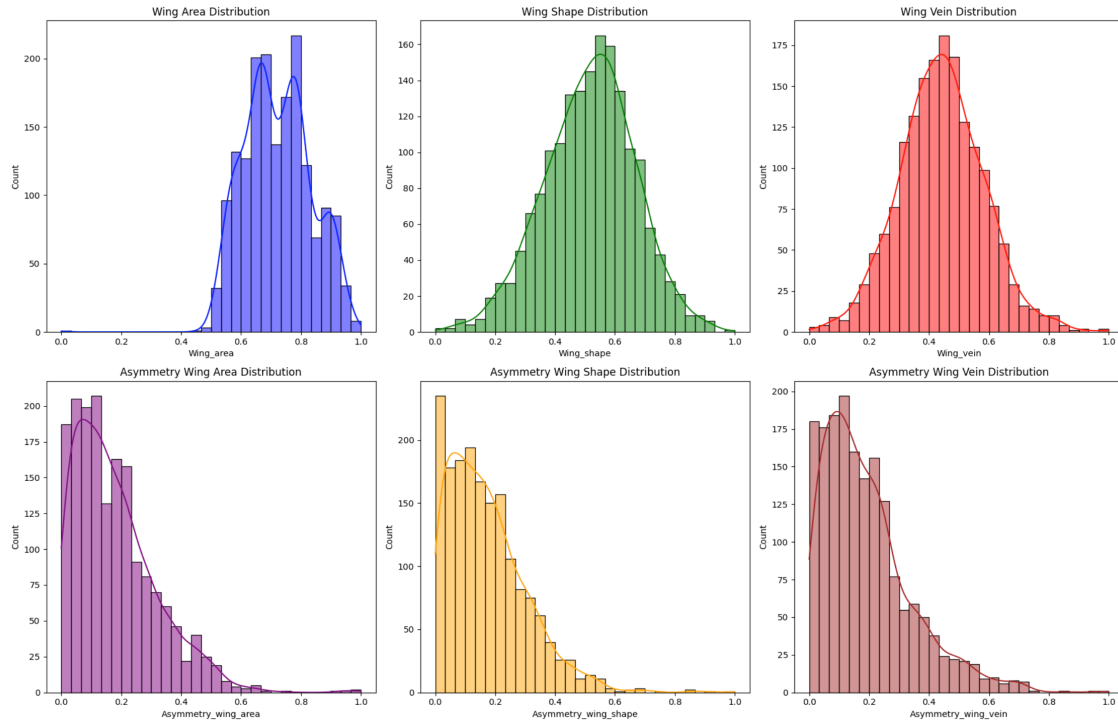 Wing Area Distribution
Count
200
150
100
50
0
0.0 0.2 0.4 0.6 0.8 1.0
Wing_area
Wing Shape Distribution
Count
160
140
120
100
80
60
40
20
0
0.0 0.2 0.4 0.6 0.8 1.0
Wing_shape
Wing Vein Distribution
Count
175
150
125
100
75
50
25
0
0.0 0.2 0.4 0.6 0.8 1.0
Wing_vein
Asymmetry Wing Area Distribution
Count
200
175
150
125
100
75
50
25
0
0.0 0.2 0.4 0.6 0.8 1.0
Asymmetry_wing_area
Asymmetry Wing Shape Distribution
Count
200
150
100
50
0
0.0 0.2 0.4 0.6 0.8 1.0
Asymmetry_wing_shape
Asymmetry Wing Vein Distribution
Count
200
175
150
125
100
75
50
25
0
0.0 0.2 0.4 0.6 0.8 1.0
Asymmetry_wing_vein